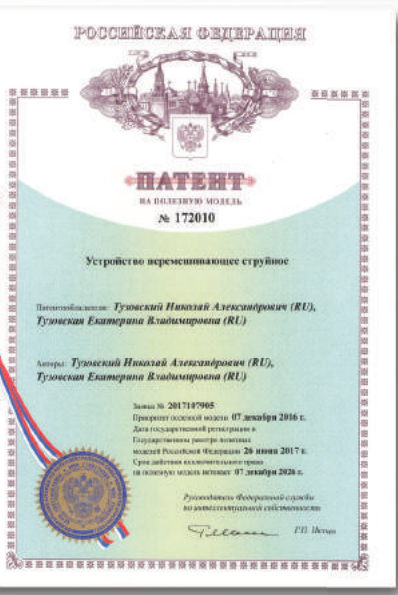 РОССИЙСКАЯ ФЕДЕРАЦИЯ
ПАТЕНТ
НА ПОЛЕЗНУЮ МОДЕЛЬ
№ 172010
Устройство перемешивающее струйное
Патентообладатели: Тузовский Николай Александрович (RU),
Тузовская Екатерина Владимировна (RU)
Авторы: Тузовский Николай Александрович (RU),
Тузовская Екатерина Владимировна (RU)
Заявка № 2017107905
Приоритет полезной модели 07 декабря 2016 г.
Дата государственной регистрации в
Государственном реестре полезных
моделей Российской Федерации 26 июня 2017 г.
Срок действия исключительного права
на полезную модель истекает 07 декабря 2026 г.
Руководитель Федеральной службы
по интеллектуальной собственности
Г.П. Ивлиев